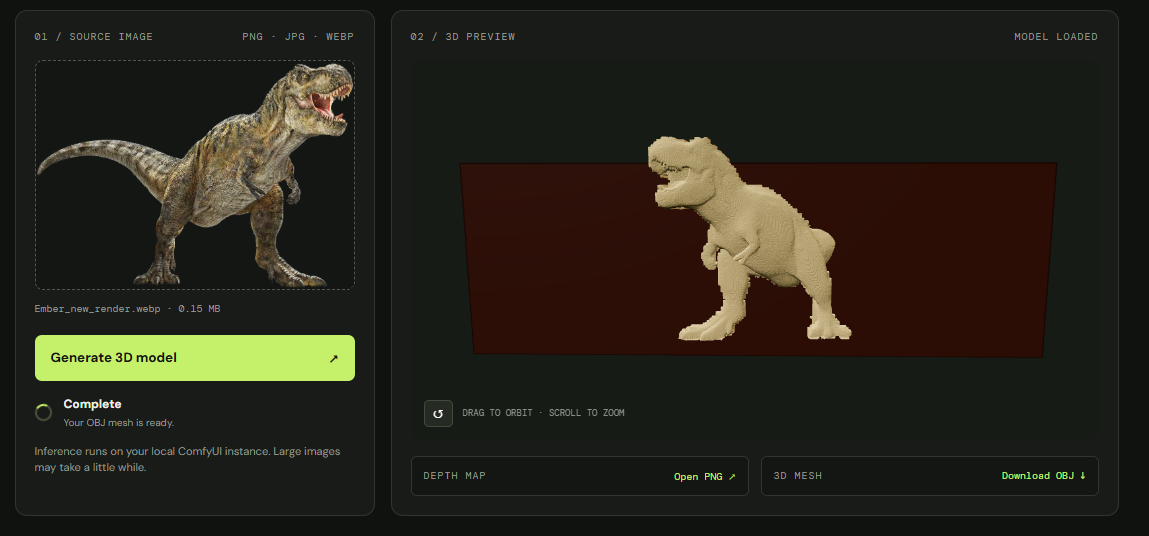 01 / SOURCE IMAGE
PNG · JPG · WEBP
Ember_new_render.webp · 0.15 MB
Generate 3D model ↗
Complete
Your OBJ mesh is ready.
Inference runs on your local ComfyUI instance. Large images
may take a little while.
02 / 3D PREVIEW
MODEL LOADED
↺ DRAG TO ORBIT · SCROLL TO ZOOM
DEPTH MAP
Open PNG ↗
3D MESH
Download OBJ ↓